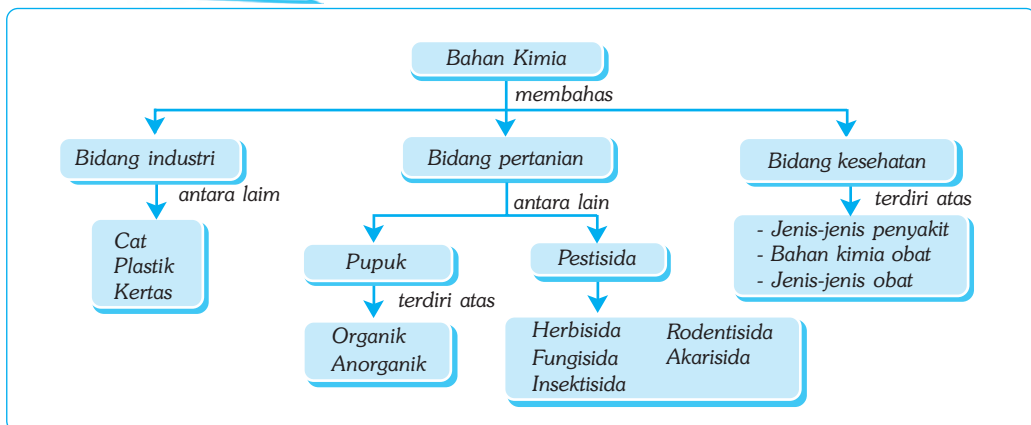 Bahan Kimia
membahas
Bidang industri
Bidang pertanian
Bidang kesehatan
antara laim
antara lain
terdiri atas
Cat
Plastik
Kertas
Pupuk
Pestisida
- Jenis-jenis penyakit
- Bahan kimia obat
- Jenis-jenis obat
terdiri atas
Organik
Anorganik
Herbisida
Fungisida
Insektisida
Rodentisida
Akarisida